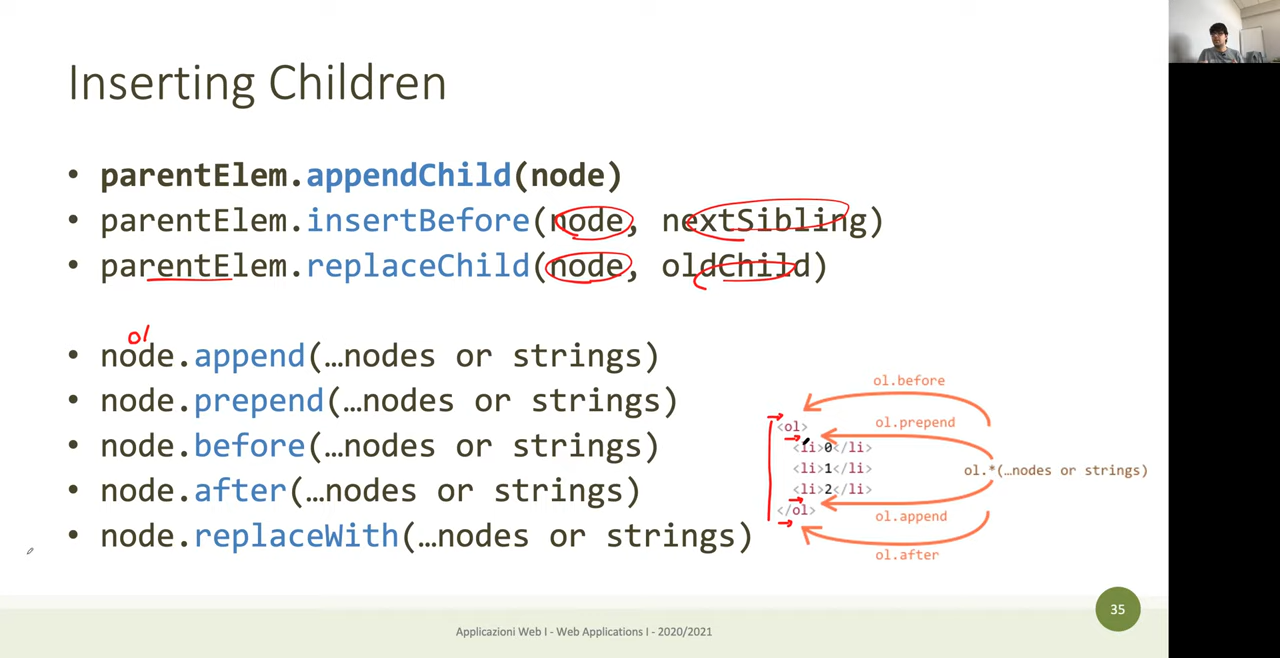 Inserting Children
• parentElem.appendChild(node)
• parentElem.insertBefore(node, nextSibling)
• parentElem.replaceChild(node, oldChild)
ol
• node.append(…nodes or strings)
• node.prepend(…nodes or strings)
• node.before(…nodes or strings)
• node.after(…nodes or strings)
• node.replaceWith(…nodes or strings)
ol.before
<ol>
ol.prepend
<li>0</li>
<li>1</li>
ol.*(…nodes or strings)
<li>2</li>
</ol>
ol.append
ol.after
35
Applicazioni Web I - Web Applications I - 2020/2021